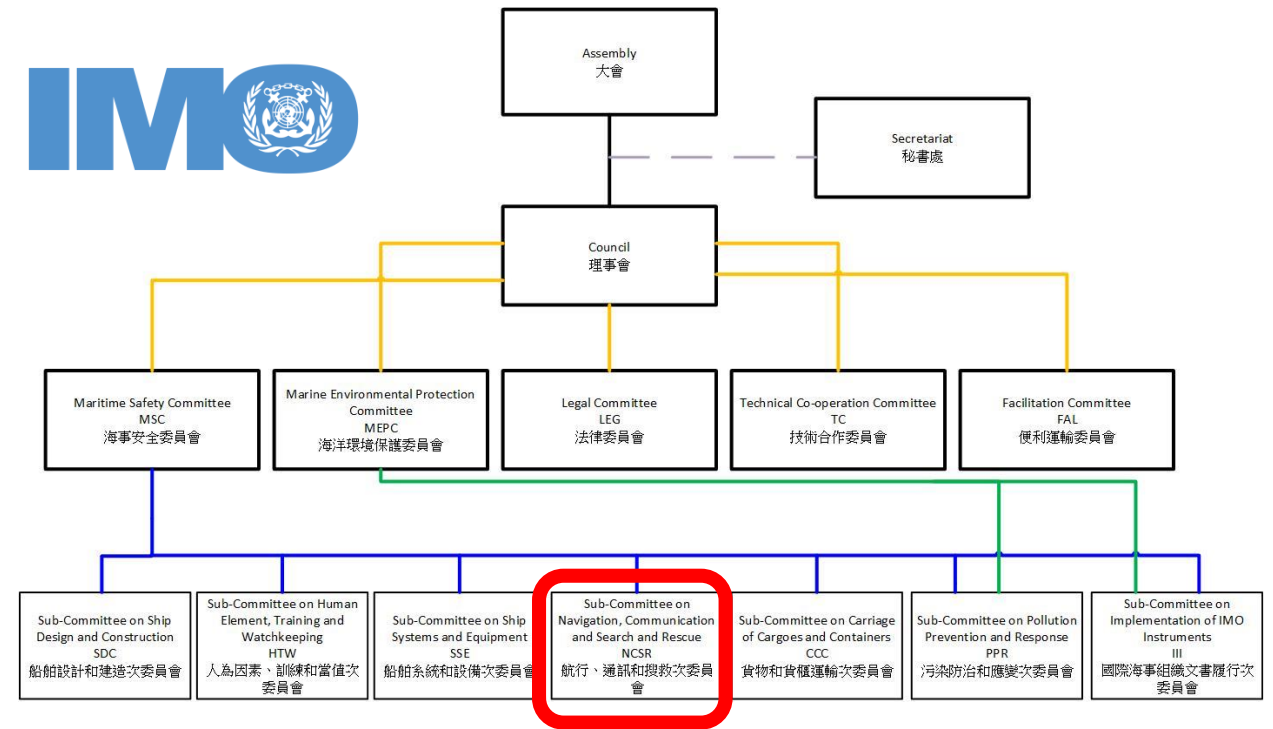 IMO
Assembly
大會
Secretariat
秘書處
Council
理事會
Maritime Safety Committee
MSC
海事安全委員會
Marine Environmental Protection
Committee
MEPC
海洋環境保護委員會
Legal Committee
LEG
法律委員會
Technical Co-operation Committee
TC
技術合作委員會
Facilitation Committee
FAL
便利運輸委員會
Sub-Committee on Ship
Design and Construction
SDC
船舶設計和建造次委員會
Sub-Committee on Human
Element, Training and
Watchkeeping
HTW
人為因素、訓練和當值次
委員會
Sub-Committee on Ship
Systems and Equipment
SSE
船舶系統和設備次委員會
Sub-Committee on
Navigation, Communication
and Search and Rescue
NCSR
航行、通訊和搜救次委員
會
Sub-Committee on Carriage
of Cargoes and Containers
CCC
貨物和貨櫃運輸次委員會
Sub-Committee on Pollution
Prevention and Response
PPR
污染防治和應變次委員會
Sub-Committee on
Implementation of IMO
Instruments
III
國際海事組織文書履行次
委員會